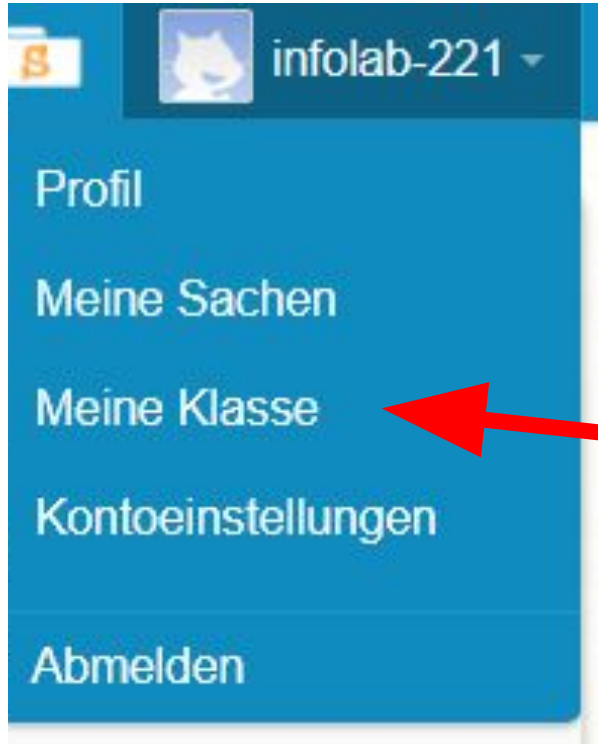 S
infolab-221
Profil
Meine Sachen
Meine Klasse
Kontoeinstellungen
Abmelden